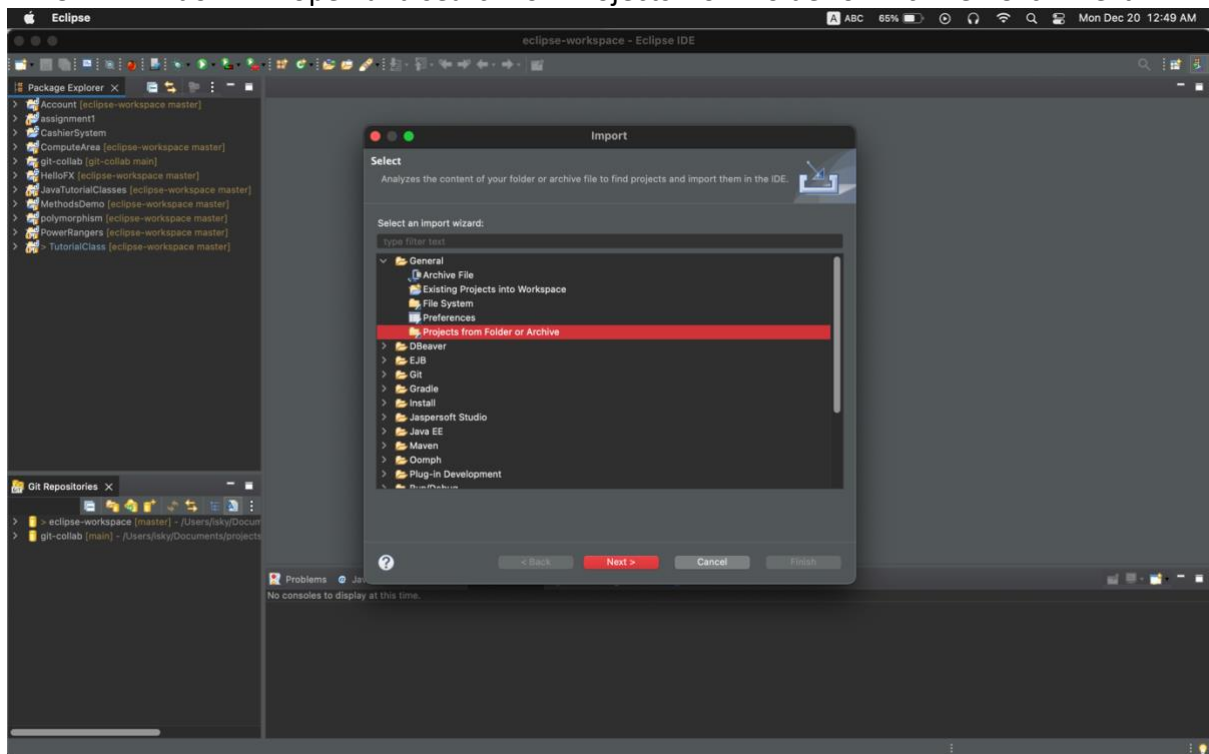 Eclipse
ABC 65% Mon Dec 20 12:49 AM
eclipse-workspace - Eclipse IDE
Package Explorer
> Account [eclipse-workspace master]
> assignment1
> CashierSystem
> ComputeArea [eclipse-workspace master]
> git-collab [git-collab main]
> HelloFX [eclipse-workspace master]
> JavaTutorialClasses [eclipse-workspace master]
> MethodsDemo [eclipse-workspace master]
> polymorphism [eclipse-workspace master]
> PowerRangers [eclipse-workspace master]
> > TutorialClass [eclipse-workspace master]
Import
Select
Analyzes the content of your folder or archive file to find projects and import them in the IDE.
Select an import wizard:
type filter text
General
Archive File
Existing Projects into Workspace
File System
Preferences
Projects from Folder or Archive
> DBeaver
> EJB
> Git
> Gradle
> Install
> Jaspersoft Studio
> Java EE
> Maven
> Oomph
> Plug-in Development
> Run/Debug
? < Back Next > Cancel Finish
Git Repositories
> > eclipse-workspace [master] - /Users/isky/Docum
> git-collab [main] - /Users/isky/Documents/projects
Problems
No consoles to display at this time.